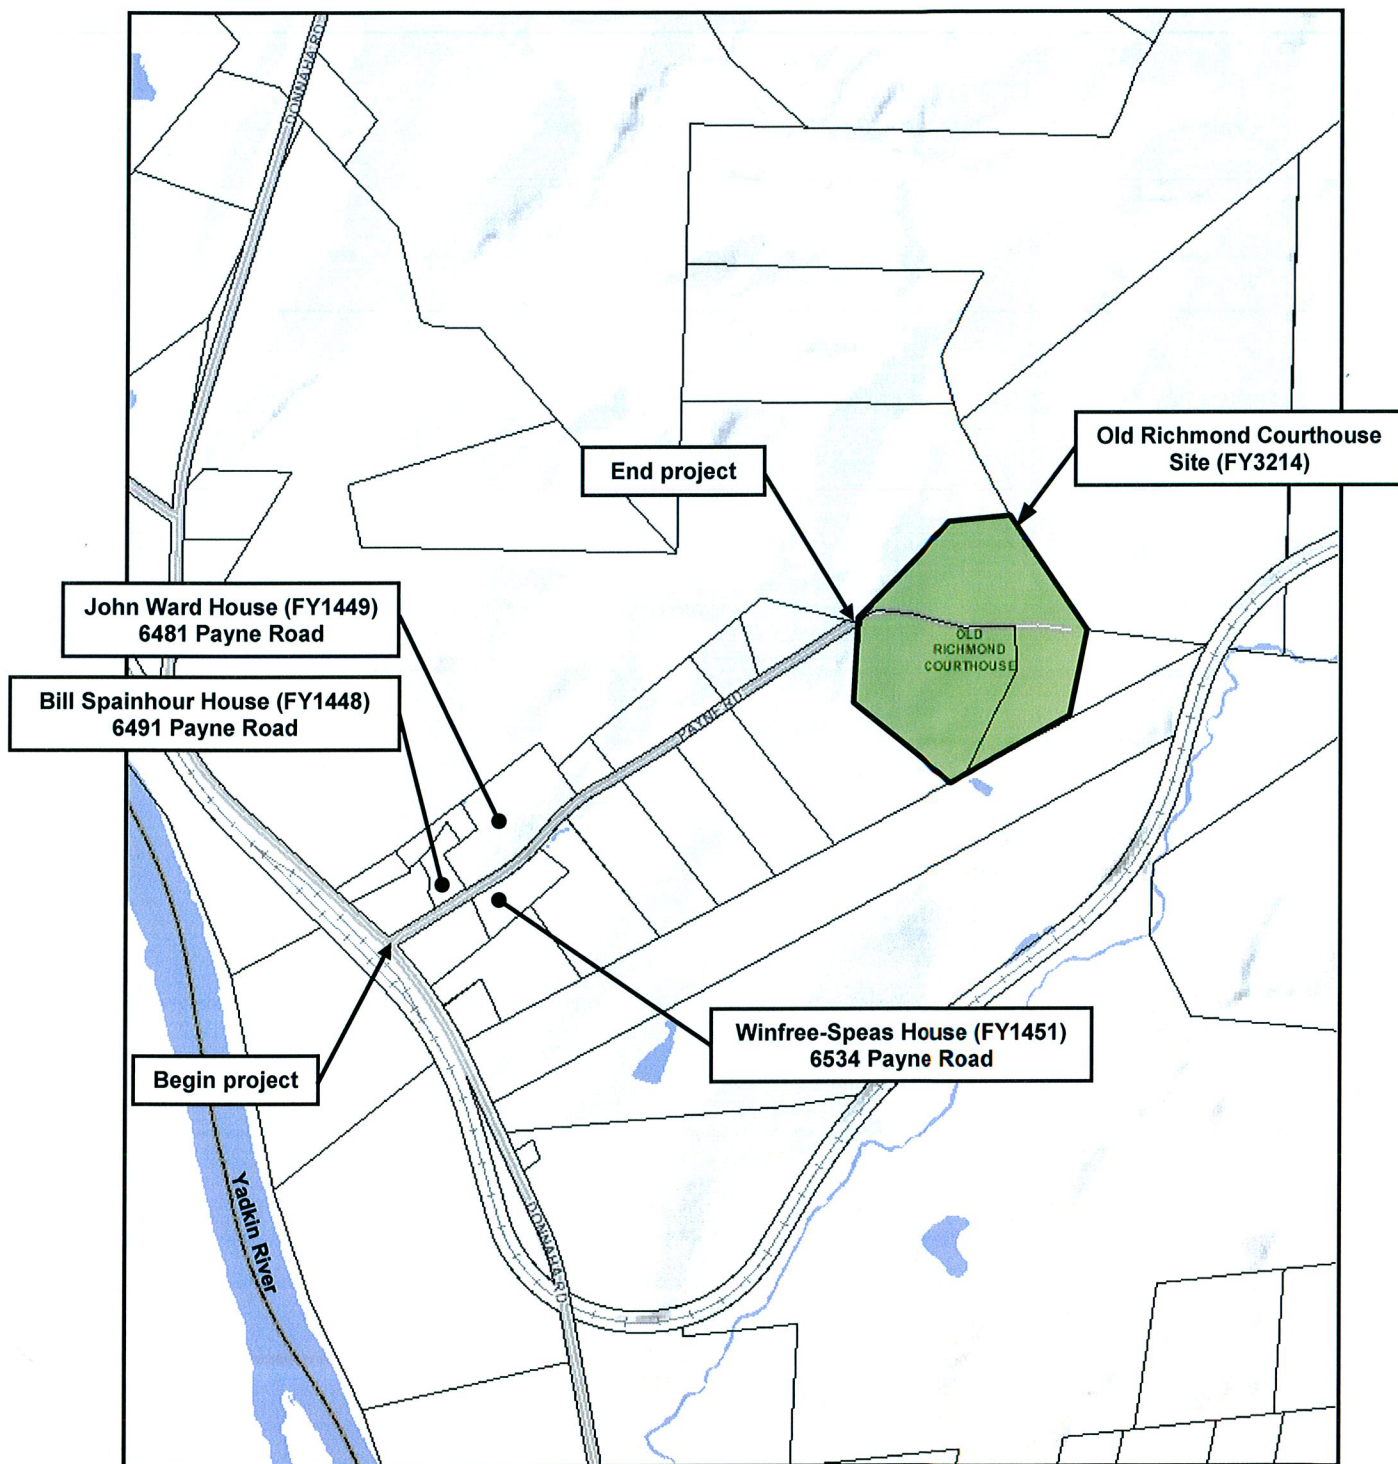 DONNAHA RD
Old Richmond Courthouse
Site (FY3214)
End project
John Ward House (FY1449)
6481 Payne Road
OLD
RICHMOND
COURTHOUSE
Bill Spainhour House (FY1448)
6491 Payne Road
PAYNE RD
Winfree-Speas House (FY1451)
6534 Payne Road
Begin project
Yadkin River
DONNAHA RD